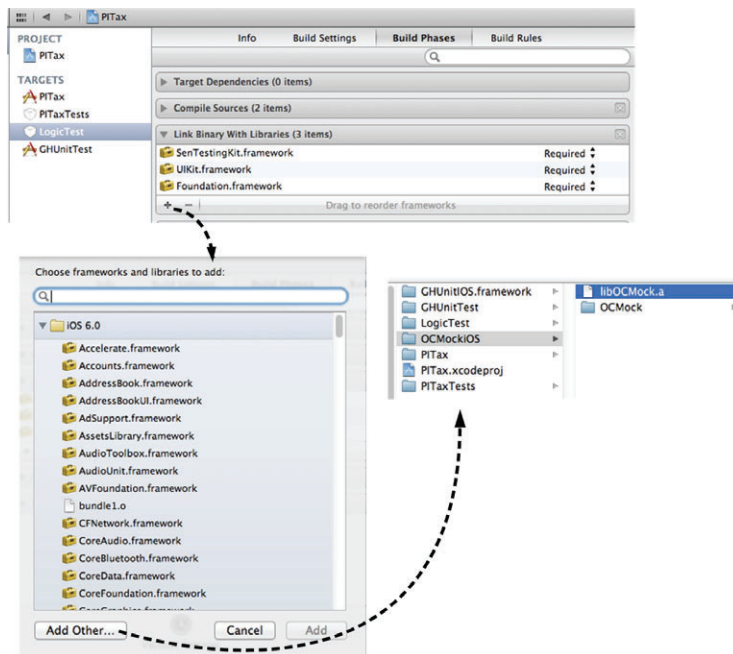 PITax
PROJECT
PITax
TARGETS
PITax
PITaxTests
LogicTest
GHUnitTest
Info Build Settings Build Phases Build Rules
Target Dependencies (0 items)
Compile Sources (2 items)
Link Binary With Libraries (3 items)
SenTestingKit.framework Required
UIKit.framework Required
Foundation.framework Required
+ − Drag to reorder frameworks
Choose frameworks and libraries to add:
iOS 6.0
Accelerate.framework
Accounts.framework
AddressBook.framework
AddressBookUI.framework
AdSupport.framework
AssetsLibrary.framework
AudioToolbox.framework
AudioUnit.framework
AVFoundation.framework
bundle1.o
CFNetwork.framework
CoreAudio.framework
CoreBluetooth.framework
CoreData.framework
CoreFoundation.framework
Add Other... Cancel Add
GHUnitIOS.framework
GHUnitTest
LogicTest
OCMockiOS
PITax
PITax.xcodeproj
PITaxTests
libOCMock.a
OCMock